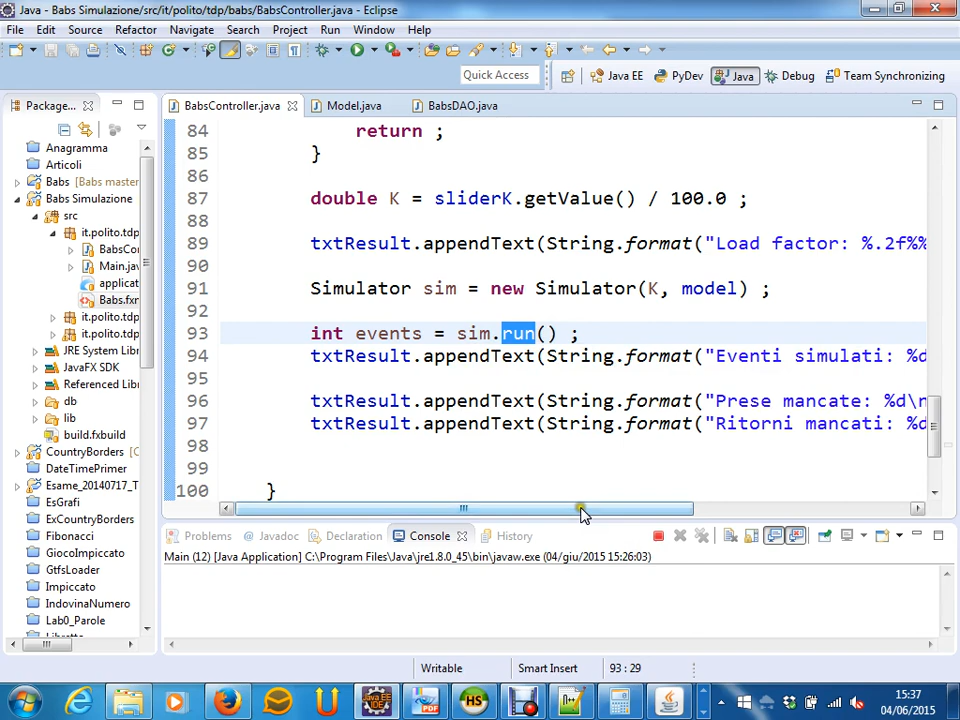 Java - Babs Simulazione/src/it/polito/tdp/babs/BabsController.java - Eclipse
File Edit Source Refactor Navigate Search Project Run Window Help
Quick Access Java EE PyDev Java Debug Team Synchronizing
Package...
BabsController.java Model.java BabsDAO.java
Anagramma
Articoli
Babs [Babs master
Babs Simulazione
src
it.polito.tdp
BabsCo
Main.jav
applicat
Babs.fxn
it.polito.tdp
it.polito.tdp
JRE System Libr
JavaFX SDK
Referenced Libr
db
lib
build.fxbuild
CountryBorders
DateTimePrimer
Esame_20140717_T
EsGrafi
ExCountryBorders
Fibonacci
GiocoImpiccato
GtfsLoader
Impiccato
IndovinaNumero
Lab0_Parole
84 return ;
85 }
86
87 double K = sliderK.getValue() / 100.0 ;
88
89 txtResult.appendText(String.format("Load factor: %.2f%%
90
91 Simulator sim = new Simulator(K, model) ;
92
93 int events = sim.run() ;
94 txtResult.appendText(String.format("Eventi simulati: %d
95
96 txtResult.appendText(String.format("Prese mancate: %d\n
97 txtResult.appendText(String.format("Ritorni mancati: %d
98
99
100 }
Problems Javadoc Declaration Console History
Main (12) [Java Application] C:\Program Files\Java\jre1.8.0_45\bin\javaw.exe (04/giu/2015 15:26:03)
Writable Smart Insert 93 : 29
15:37
04/06/2015